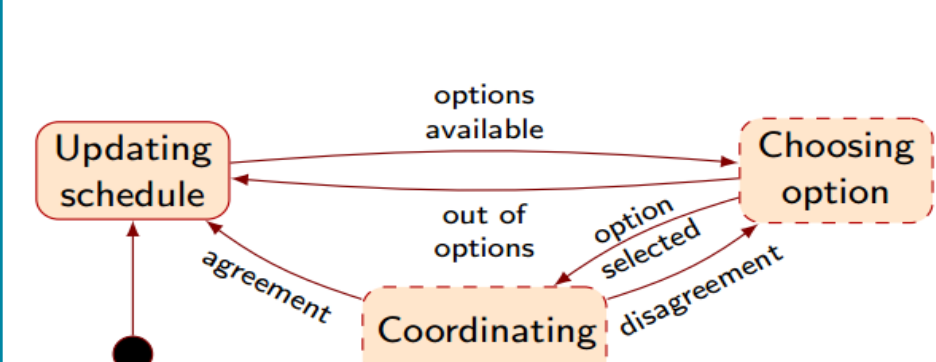 options
available
Updating
schedule
Choosing
option
out of
options
option
selected
agreement
disagreement
Coordinating